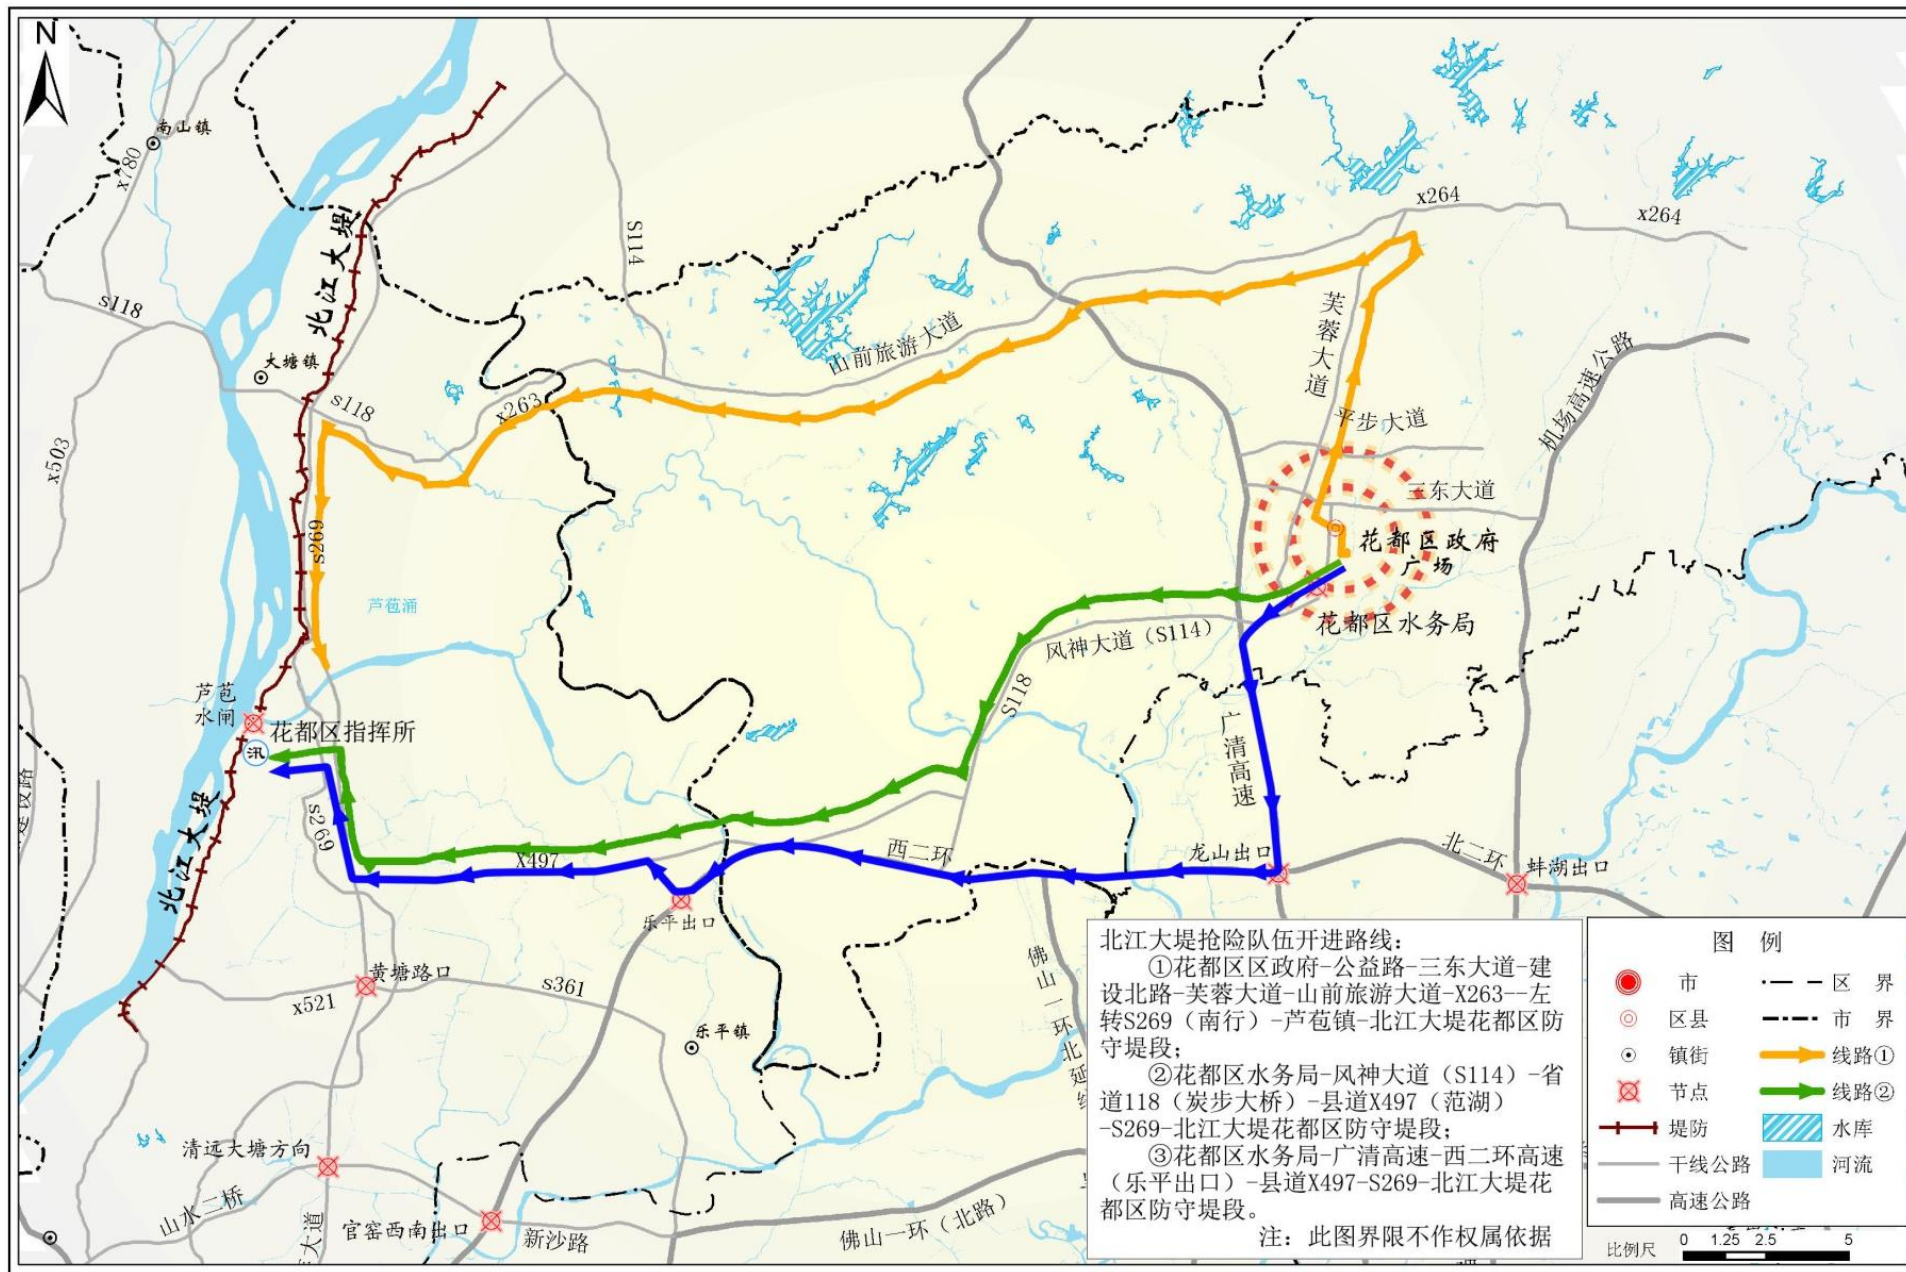 N
南山镇
x780
北江大堤
S114
x264
x264
s118
大塘镇
山前旅游大道
芙蓉大道
机场高速公路
s118
x263
平步大道
x503
三东大道
花都区政府
广场
s269
芦苞涌
花都区水务局
风神大道（S114）
S118
芦苞
水闸
花都区指挥所
汛
广清高速
北江大堤
s269
X497
西二环
龙山出口
北二环
蚌湖出口
乐平出口
黄塘路口
x521
s361
乐平镇
佛山一环北延线
清远大塘方向
山水二桥
官窑西南出口
新沙路
佛山一环（北路）
北江大堤抢险队伍开进路线：
①花都区区政府-公益路-三东大道-建
设北路-芙蓉大道-山前旅游大道-X263--左
转S269（南行）-芦苞镇-北江大堤花都区防
守堤段；
②花都区水务局-风神大道（S114）-省
道118（炭步大桥）-县道X497（范湖）
-S269-北江大堤花都区防守堤段；
③花都区水务局-广清高速-西二环高速
（乐平出口）-县道X497-S269-北江大堤花
都区防守堤段。
注：此图界限不作权属依据
图 例
市
区 界
区县
市 界
镇街
线路①
节点
线路②
堤防
水库
干线公路
河流
高速公路
比例尺
0 1.25 2.5 5